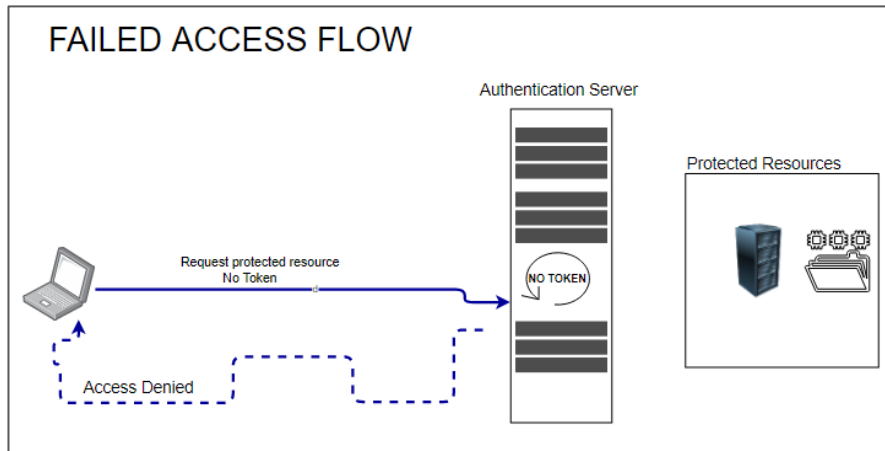 FAILED ACCESS FLOW
Authentication Server
Protected Resources
Request protected resource
No Token
d
NO TOKEN
Access Denied